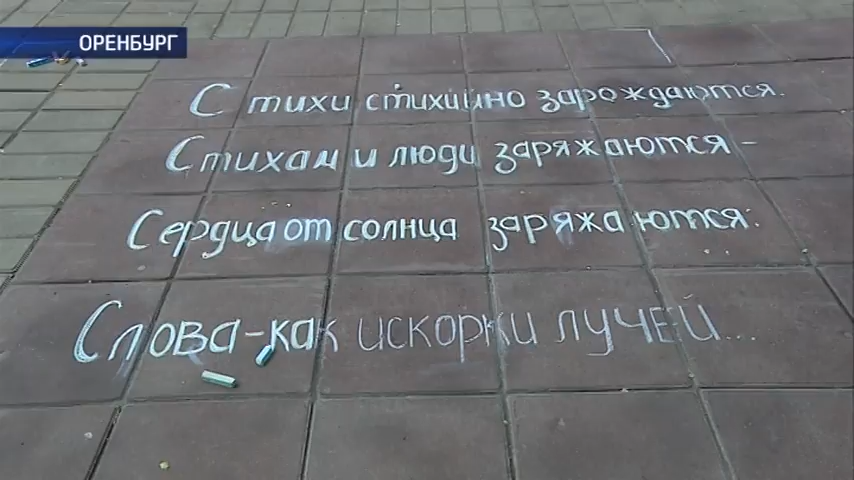 ОРЕНБУРГ
Стихи стихийно зарождаются.
Стихам и люди заряжаются –
Сердца от солнца заряжаются:
Слова – как искорки лучей...